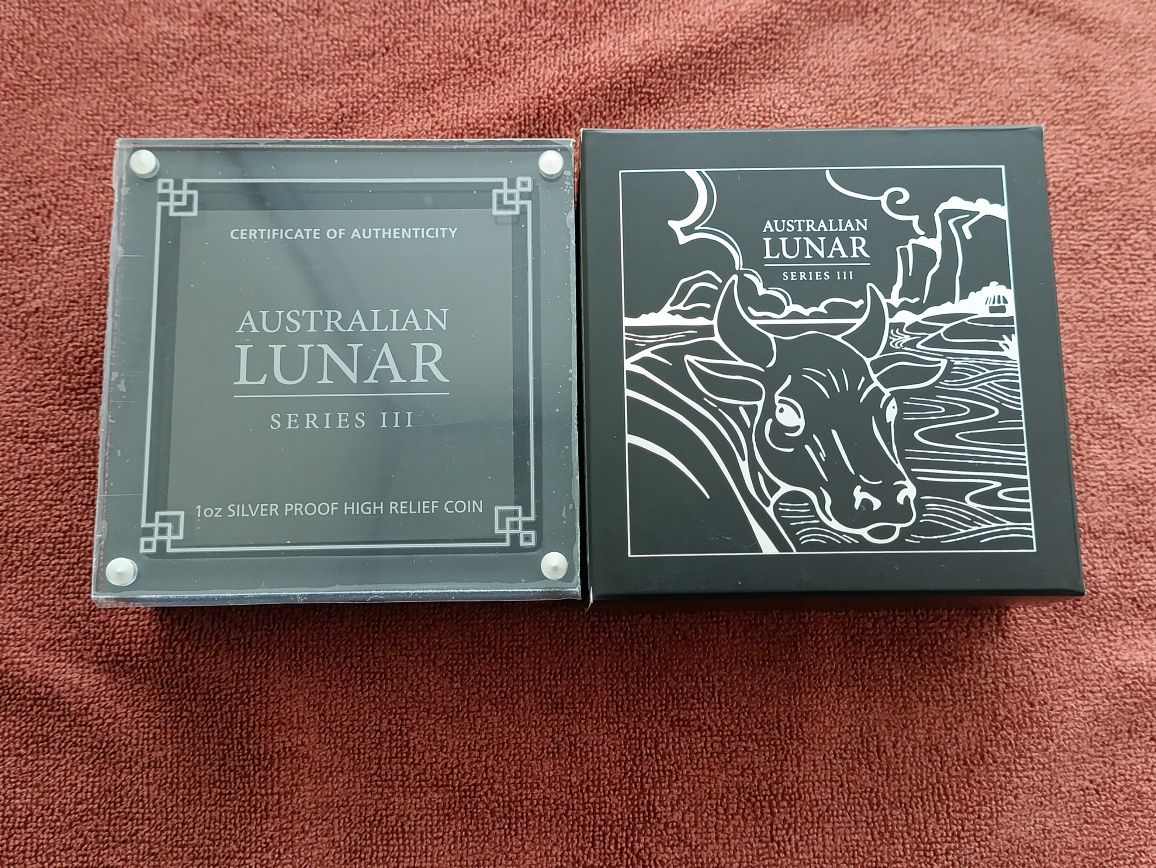 CERTIFICATE OF AUTHENTICITY
AUSTRALIAN
LUNAR
SERIES III
1oz SILVER PROOF HIGH RELIEF COIN
AUSTRALIAN
LUNAR
SERIES III